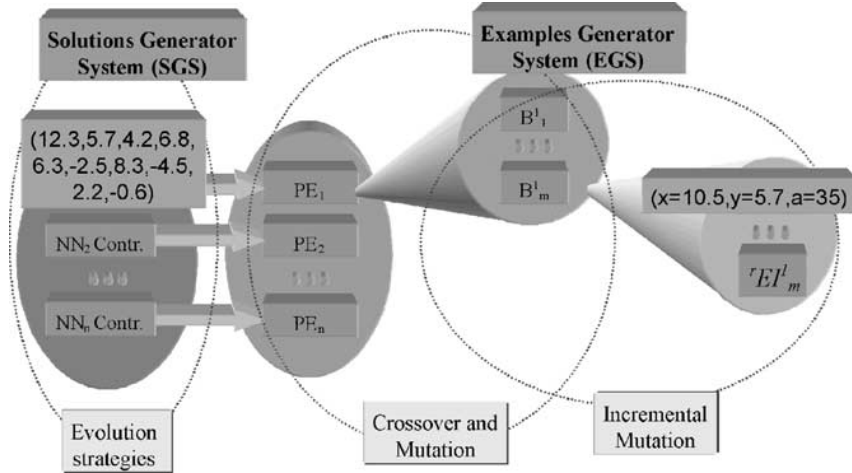 Solutions Generator
System (SGS)
Examples Generator
System (EGS)
(12.3,5.7,4.2,6.8,
6.3,-2.5,8.3,-4.5,
2.2,-0.6)
NN₂ Contr.
NNₙ Contr.
PE₁
PE₂
PEₙ
B¹₁
B¹ₘ
(x=10.5,y=5.7,a=35)
ʳEI¹ₘ
Evolution
strategies
Crossover and
Mutation
Incremental
Mutation